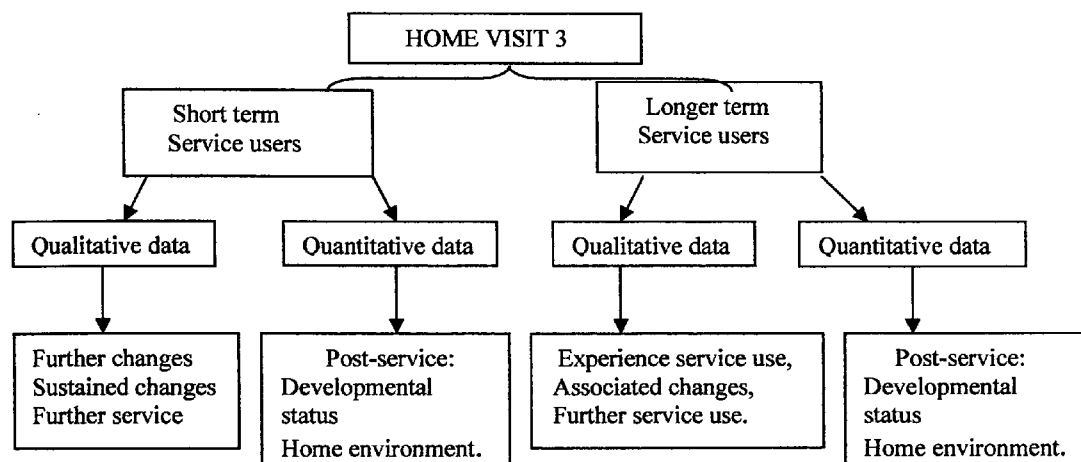 HOME VISIT 3
Short term
Service users
Longer term
Service users
Qualitative data
Quantitative data
Qualitative data
Quantitative data
Further changes
Sustained changes
Further service
Post-service:
Developmental
status
Home environment.
Experience service use,
Associated changes,
Further service use.
Post-service:
Developmental
status
Home environment.